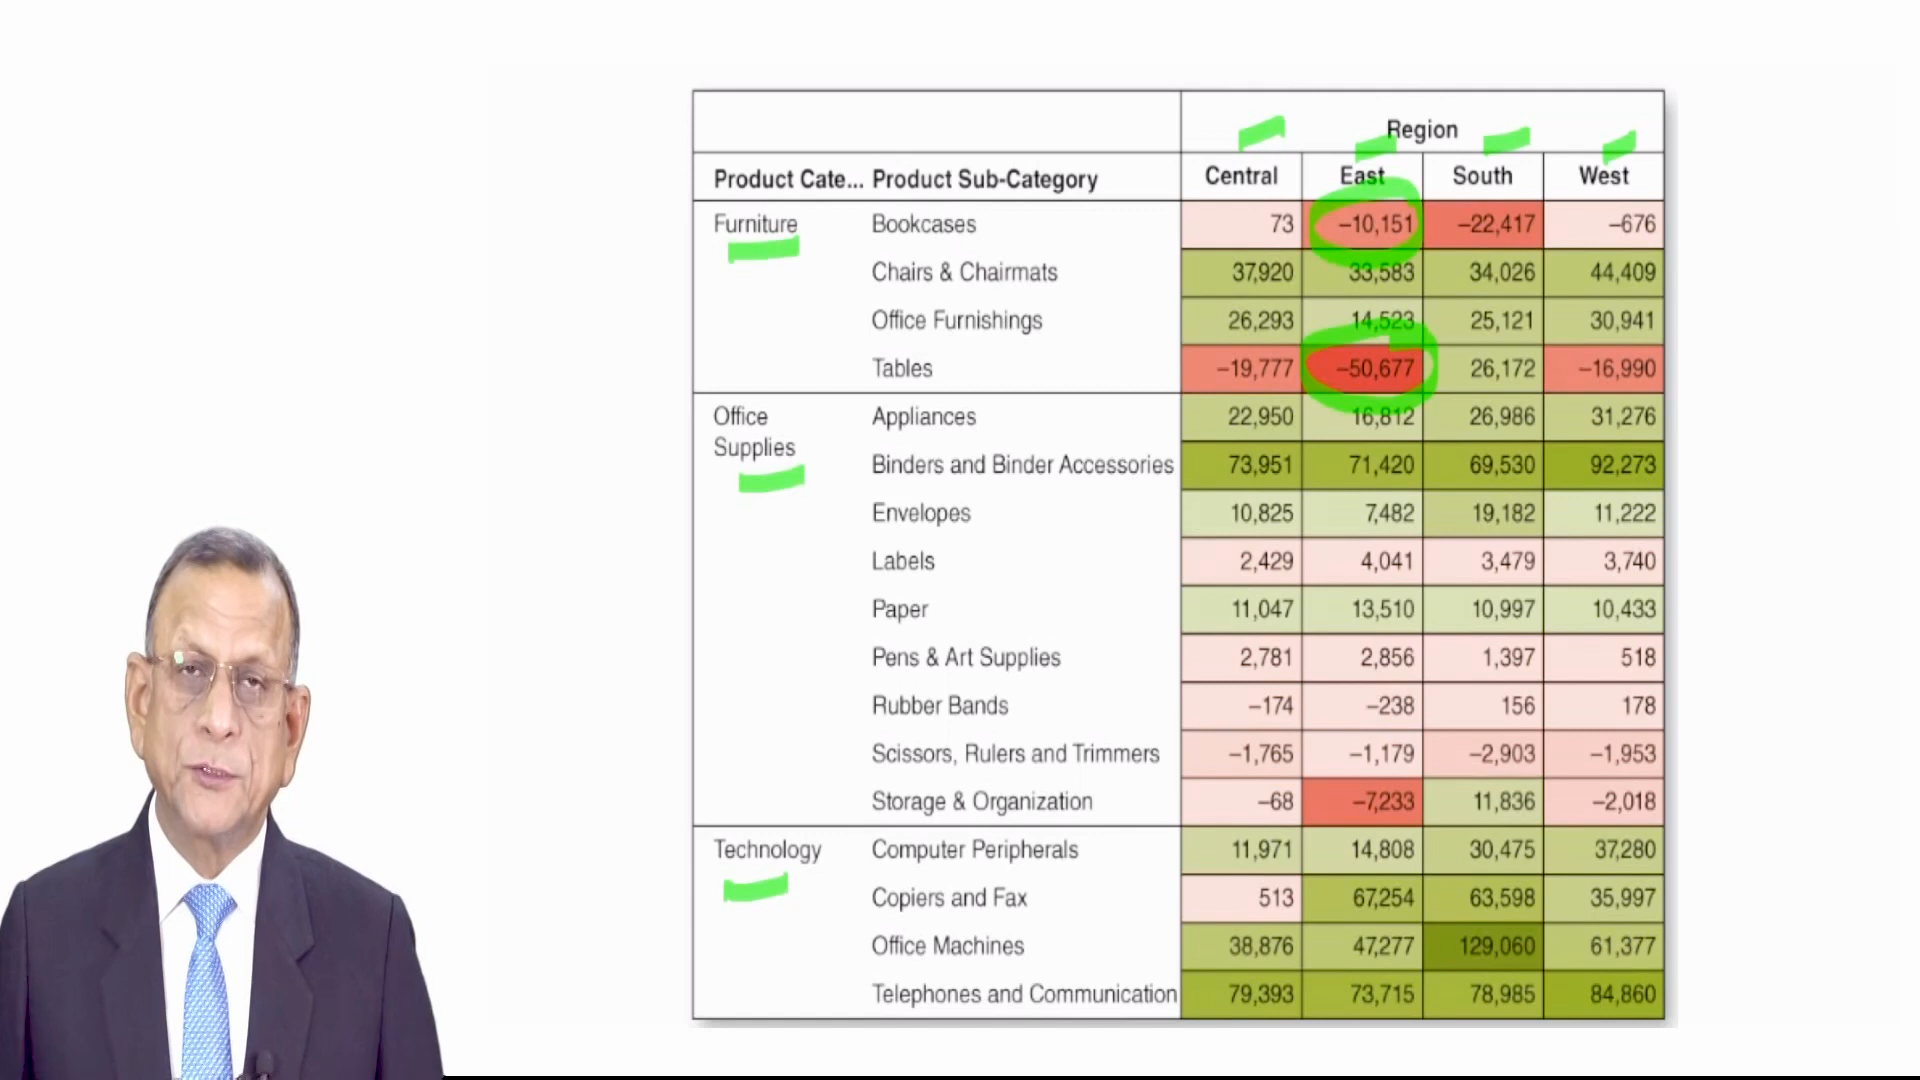 Region
Product Cate... Product Sub-Category Central East South West
Furniture Bookcases 73 –10,151 –22,417 –676
Chairs & Chairmats 37,920 33,583 34,026 44,409
Office Furnishings 26,293 14,523 25,121 30,941
Tables –19,777 –50,677 26,172 –16,990
Office Supplies Appliances 22,950 16,812 26,986 31,276
Binders and Binder Accessories 73,951 71,420 69,530 92,273
Envelopes 10,825 7,482 19,182 11,222
Labels 2,429 4,041 3,479 3,740
Paper 11,047 13,510 10,997 10,433
Pens & Art Supplies 2,781 2,856 1,397 518
Rubber Bands –174 –238 156 178
Scissors, Rulers and Trimmers –1,765 –1,179 –2,903 –1,953
Storage & Organization –68 –7,233 11,836 –2,018
Technology Computer Peripherals 11,971 14,808 30,475 37,280
Copiers and Fax 513 67,254 63,598 35,997
Office Machines 38,876 47,277 129,060 61,377
Telephones and Communication 79,393 73,715 78,985 84,860